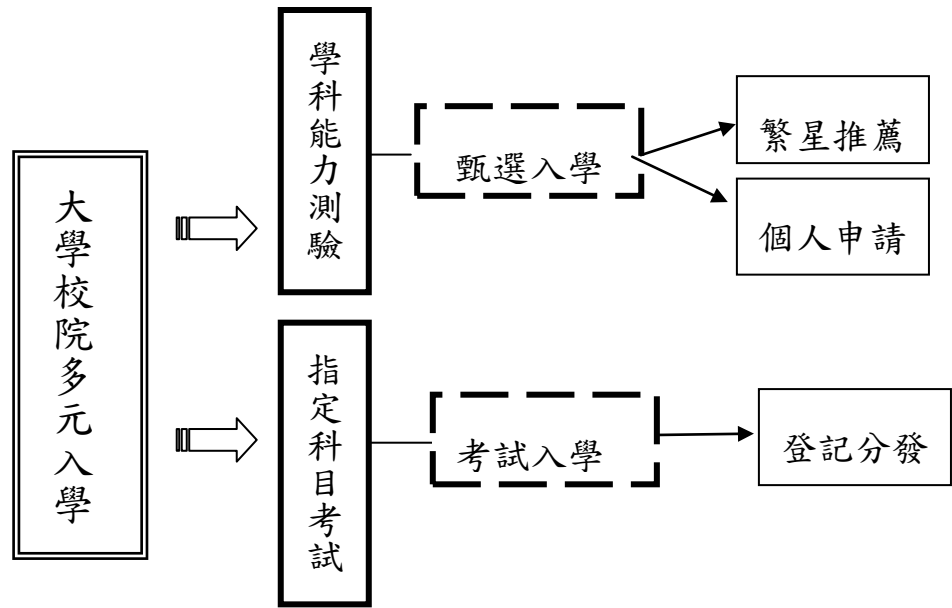 大學校院多元入學
學科能力測驗
甄選入學
繁星推薦
個人申請
指定科目考試
考試入學
登記分發